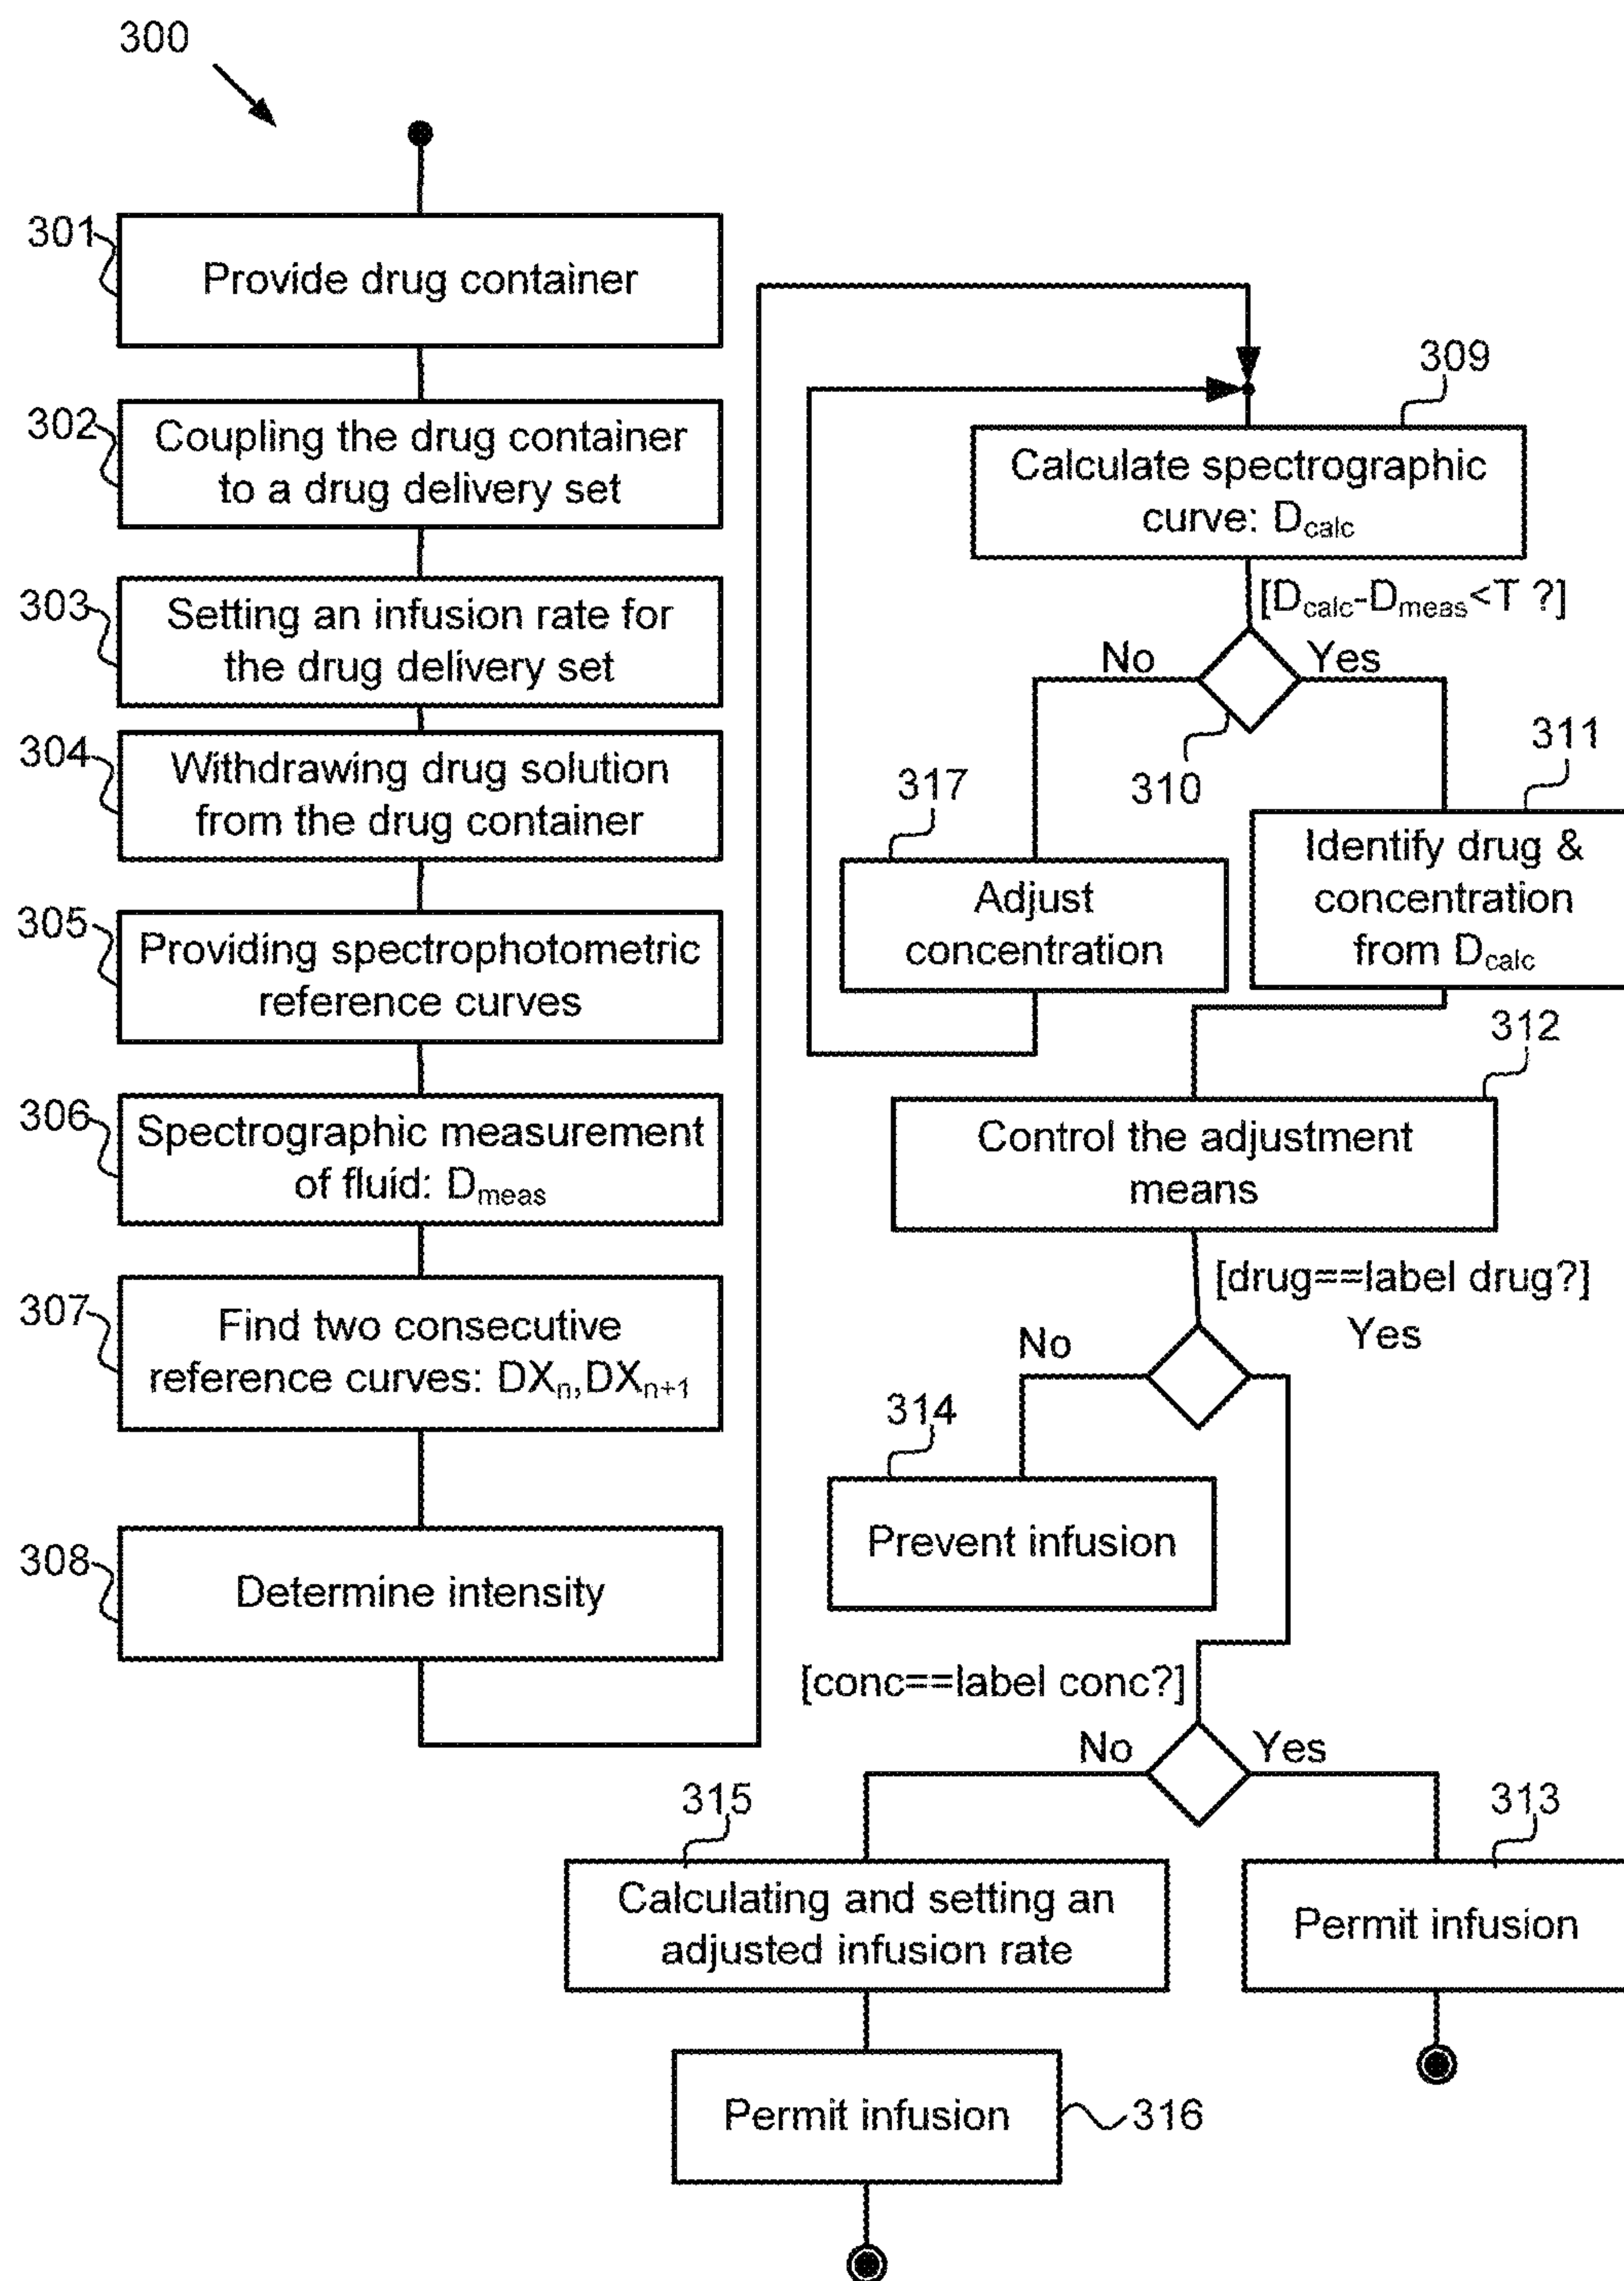 300
301
Provide drug container
302
Coupling the drug container
to a drug delivery set
303
Setting an infusion rate for
the drug delivery set
304
Withdrawing drug solution
from the drug container
305
Providing spectrophotometric
reference curves
306
Spectrographic measurement
of fluid: Dmeas
307
Find two consecutive
reference curves: DXn,DXn+1
308
Determine intensity
309
Calculate spectrographic
curve: Dcalc
[Dcalc-Dmeas<T ?]
No
Yes
310
317
Adjust
concentration
311
Identify drug &
concentration
from Dcalc
312
Control the adjustment
means
[drug==label drug?]
No
Yes
314
Prevent infusion
[conc==label conc?]
No
Yes
315
Calculating and setting an
adjusted infusion rate
313
Permit infusion
Permit infusion
316